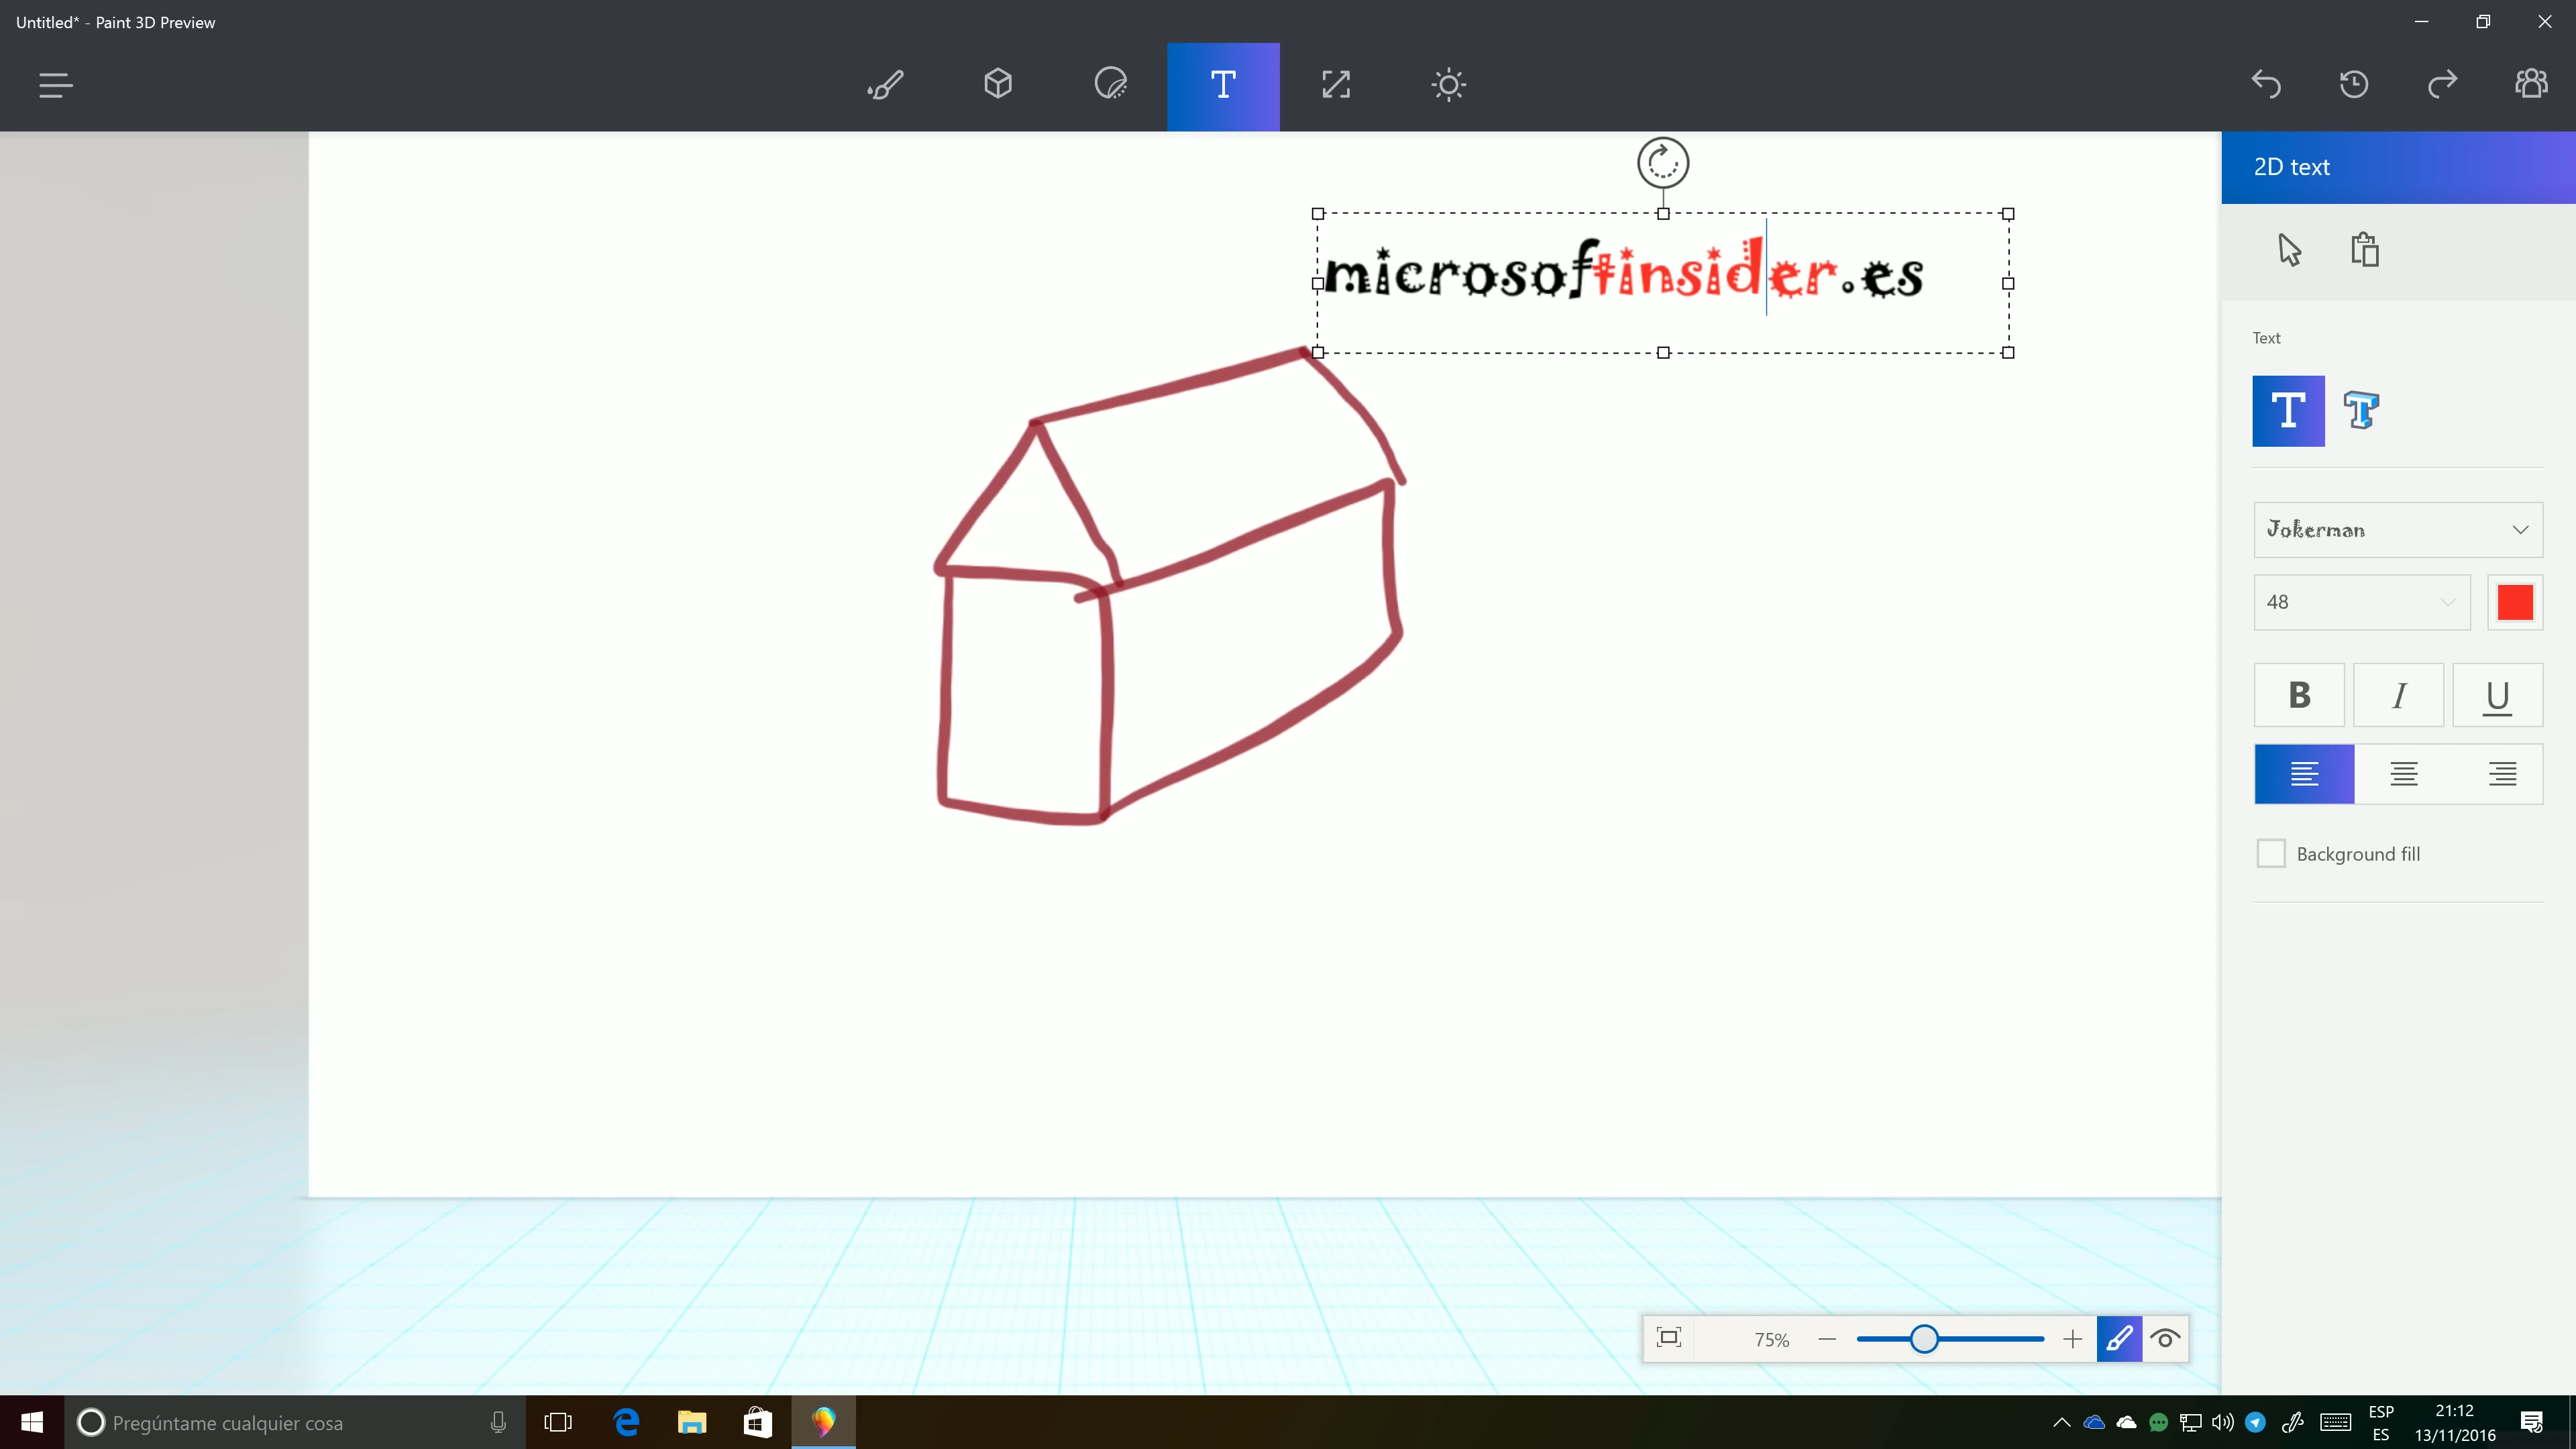 Untitled* - Paint 3D Preview
2D text
microsoftinsider.es
Text
Jokerman
48
B
I
U
Background fill
75%
Pregúntame cualquier cosa
ESP
ES
21:12
13/11/2016